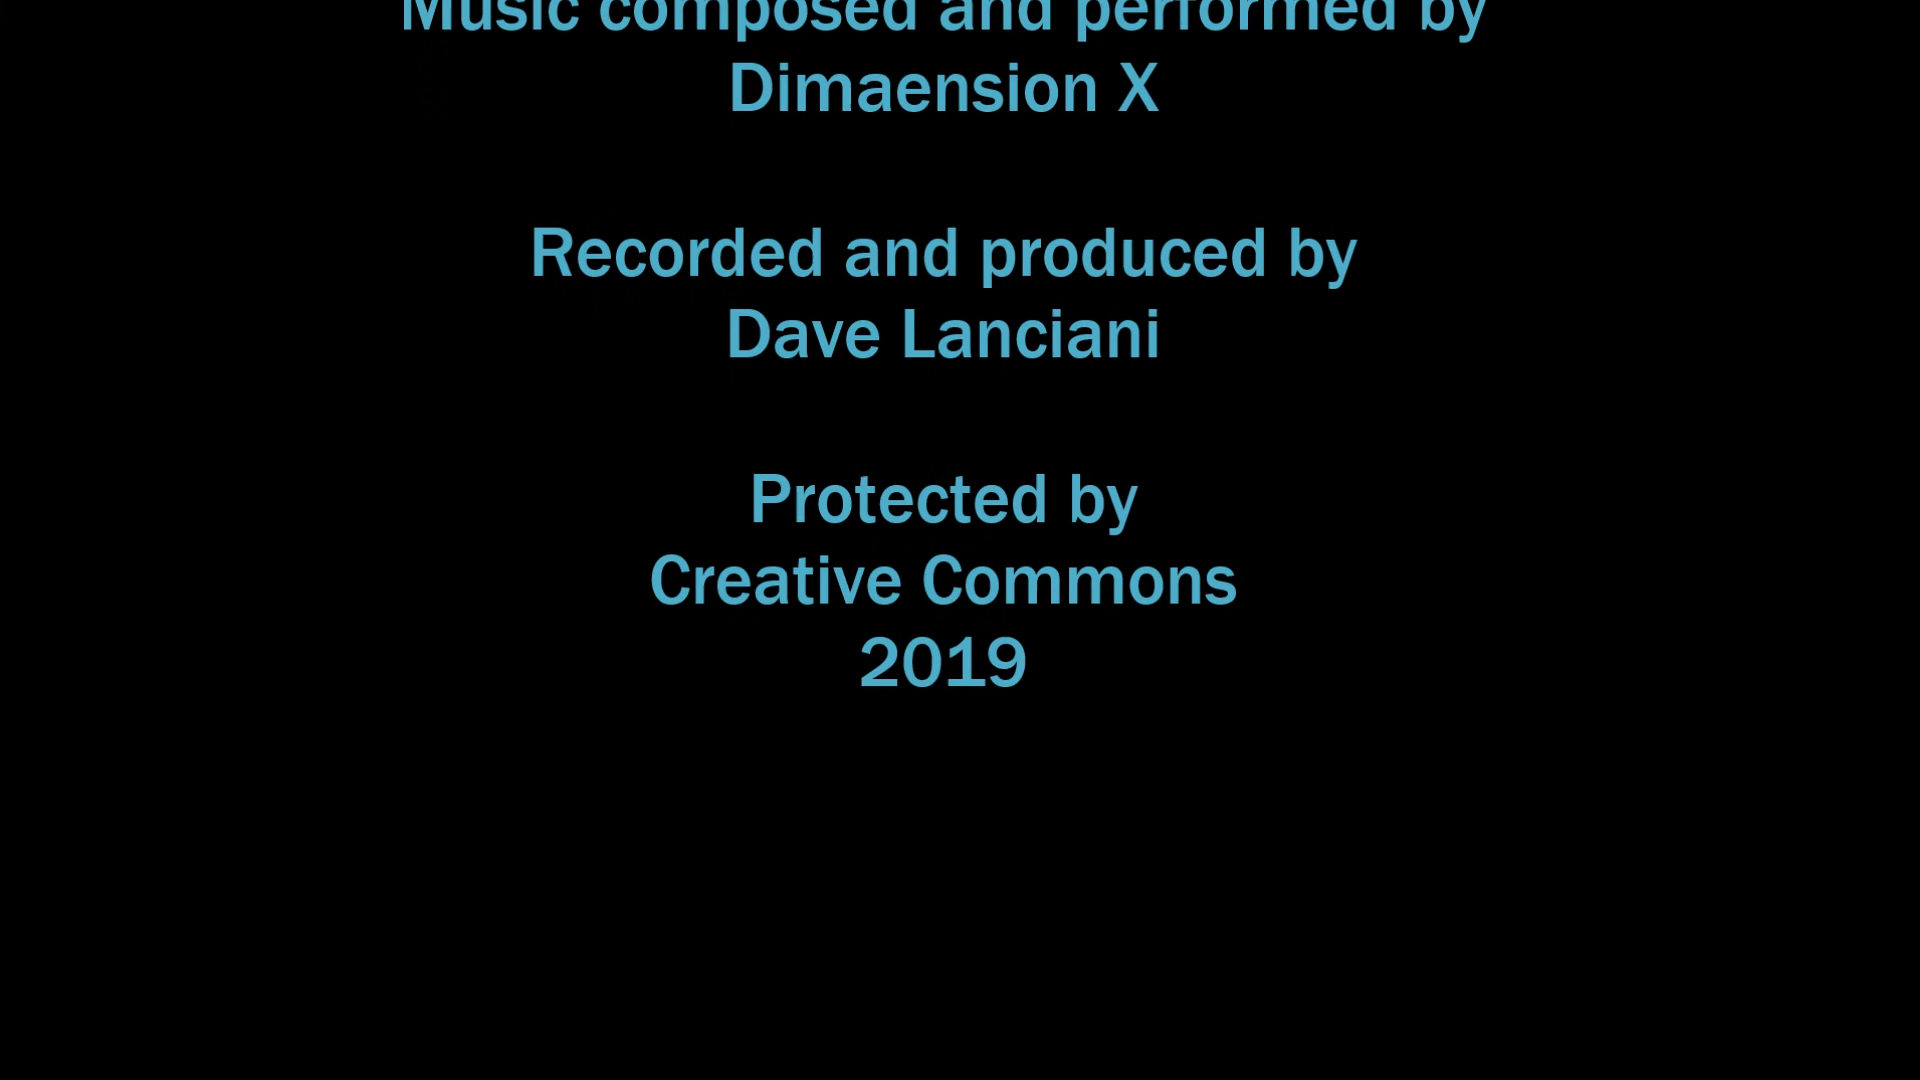 Music composed and performed by
Dimaension X
Recorded and produced by
Dave Lanciani
Protected by
Creative Commons
2019